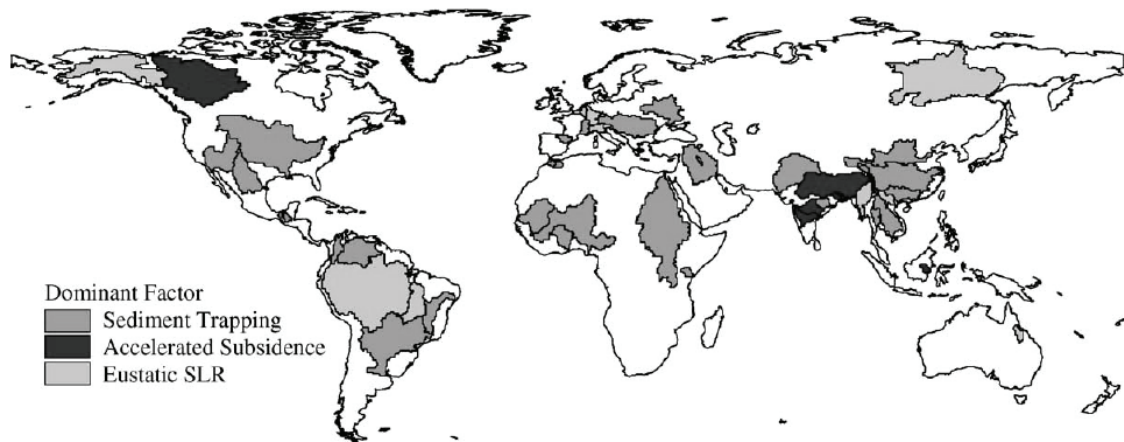 Dominant Factor
Sediment Trapping
Accelerated Subsidence
Eustatic SLR